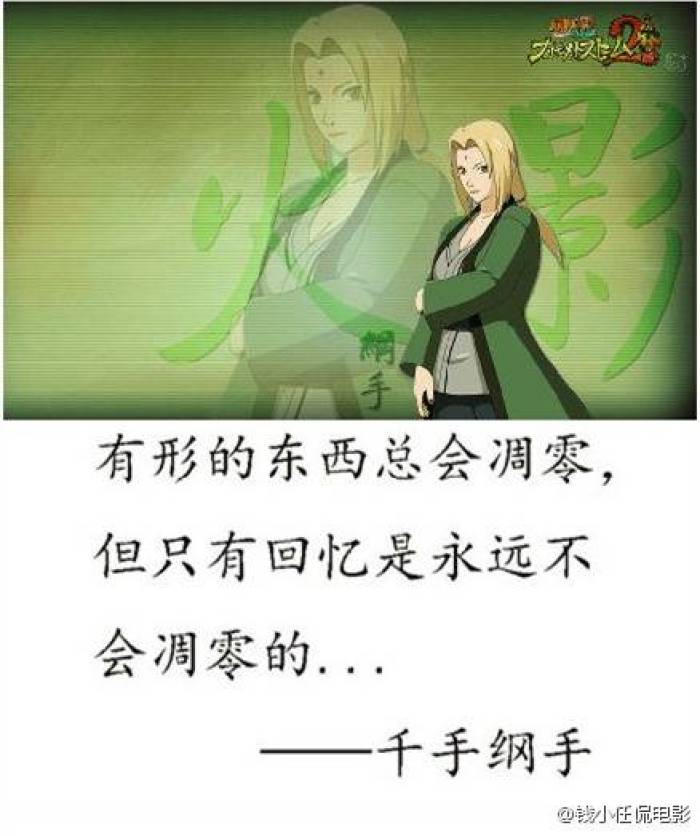 火影
綱手
有形的东西总会凋零，
但只有回忆是永远不
会凋零的...
——千手纲手
@钱小任侃电影